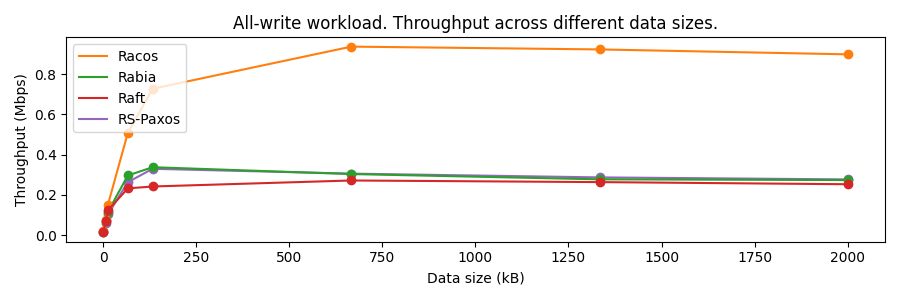 All-write workload. Throughput across different data sizes.
Racos
Rabia
Raft
RS-Paxos
Throughput (Mbps)
0.8
0.6
0.4
0.2
0.0
0 250 500 750 1000 1250 1500 1750 2000
Data size (kB)